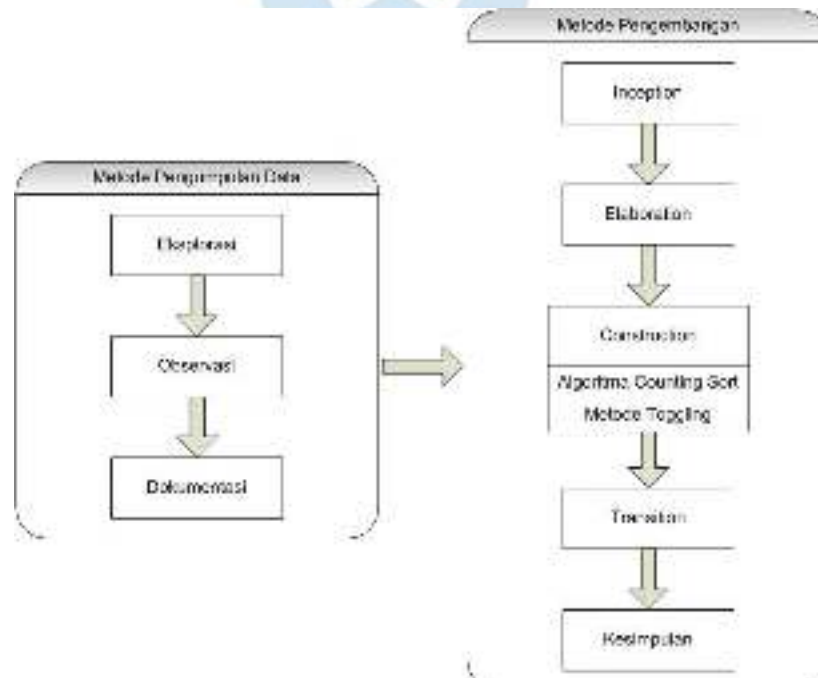 Metode Pengumpulan Data
Eksplorasi
Observasi
Dokumentasi
Metode Pengembangan
Inception
Elaboration
Construction
Algoritma Counting Sort
Metode Toggling
Transition
Kesimpulan